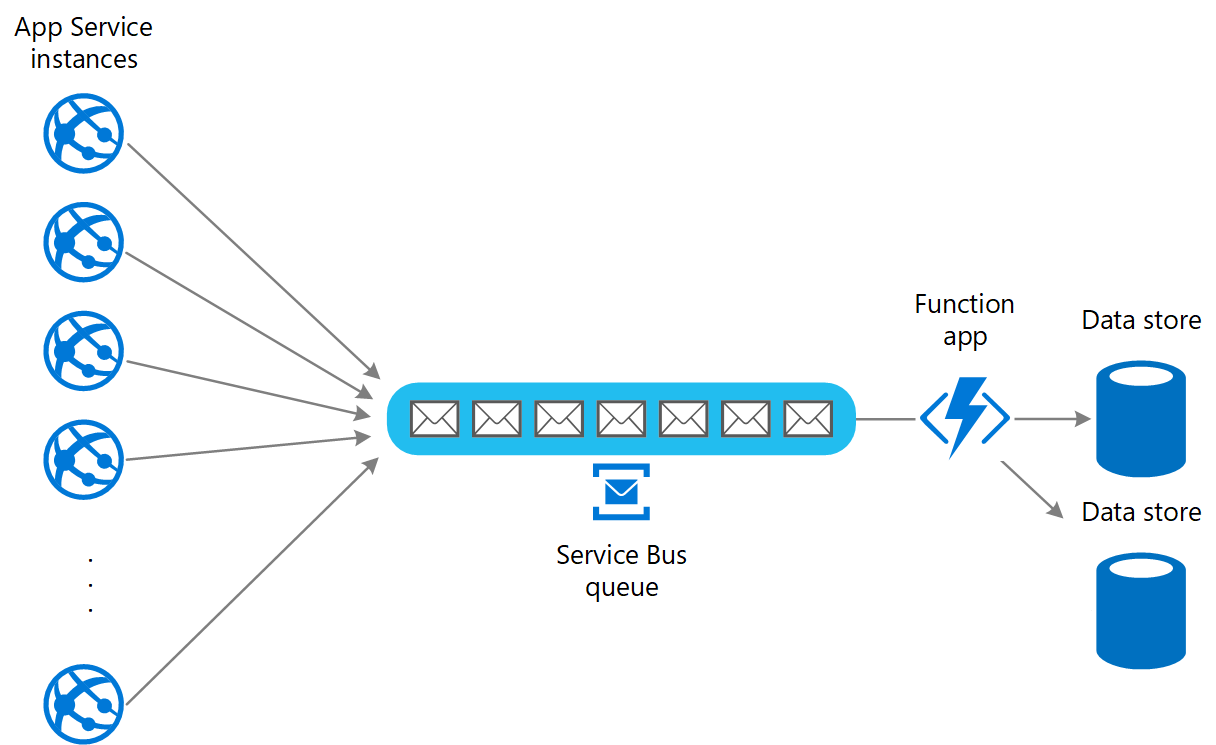 App Service
instances
.
.
.
Service Bus
queue
Function
app
Data store
Data store